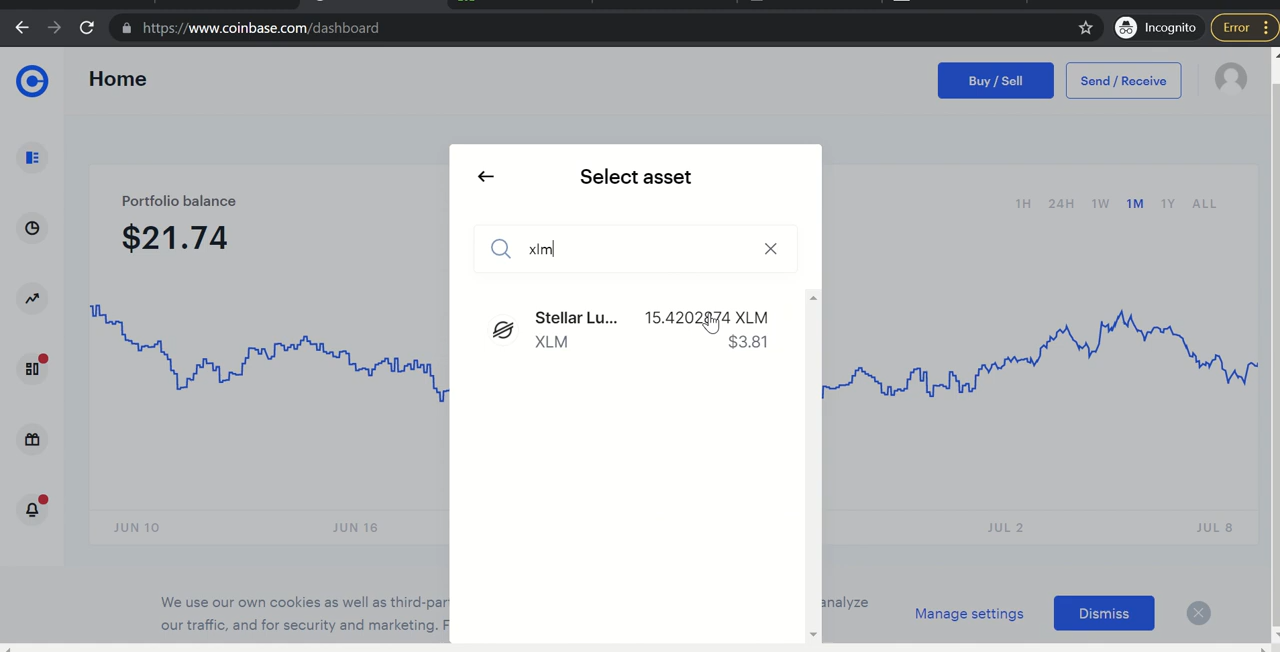 https://www.coinbase.com/dashboard
Incognito
Error
Home
Buy / Sell
Send / Receive
Select asset
Portfolio balance
1H 24H 1W 1M 1Y ALL
$21.74
xlm
Stellar Lu... XLM
XLM $3.81
JUN 10 JUN 16 JUL 2 JUL 8
We use our own cookies as well as third-par
analyze
our traffic, and for security and marketing.
Manage settings
Dismiss